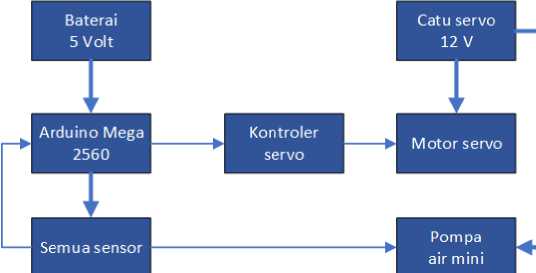 Baterai
5 Volt
Catu servo
12 V
Arduino Mega
2560
Kontroler
servo
Motor servo
Semua sensor
Pompa
air mini